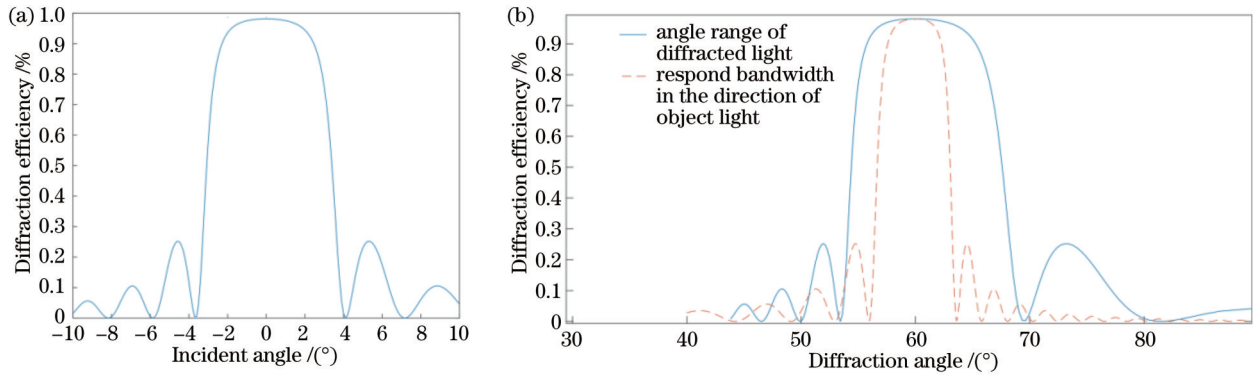 (a)
1.0
0.9
0.8
0.7
0.6
0.5
0.4
0.3
0.2
0.1
0
Diffraction efficiency /%
−10 −8 −6 −4 −2 0 2 4 6 8 10
Incident angle /(°)
(b)
0.9
0.8
0.7
0.6
0.5
0.4
0.3
0.2
0.1
0
Diffraction efficiency /%
angle range of
diffracted light
respond bandwidth
in the direction of
object light
30 40 50 60 70 80
Diffraction angle /(°)